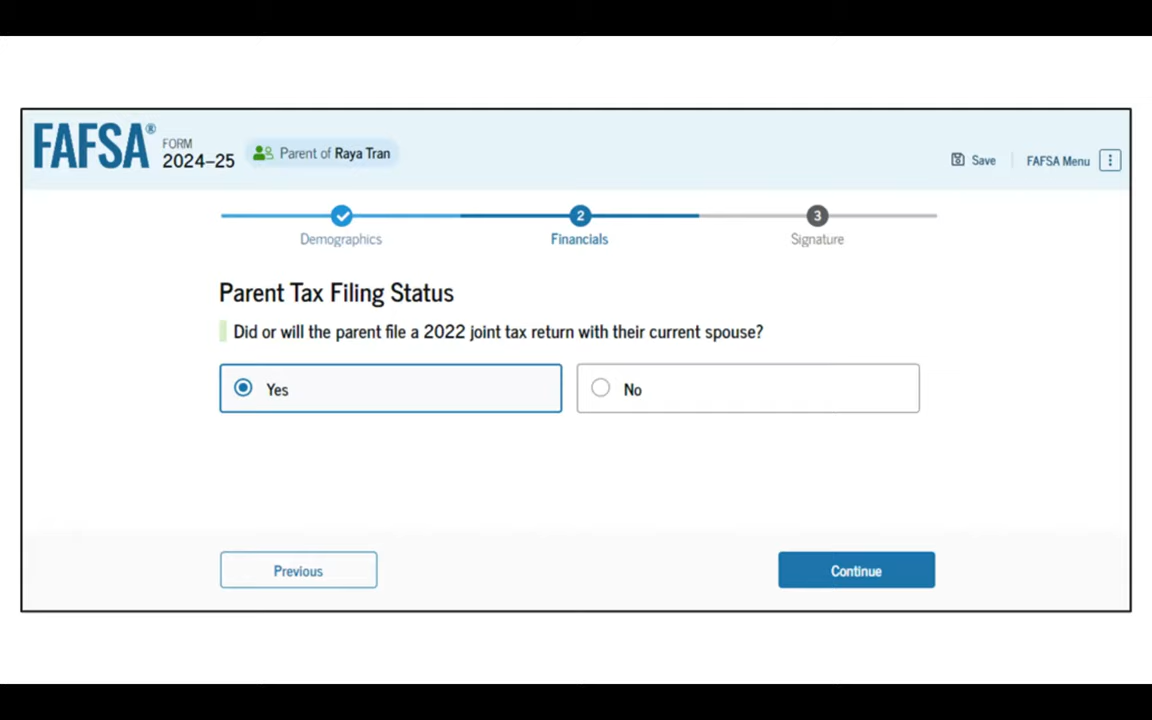 FAFSA®
FORM
2024–25
Parent of Raya Tran
Save
FAFSA Menu
2
3
Demographics
Financials
Signature
Parent Tax Filing Status
Did or will the parent file a 2022 joint tax return with their current spouse?
Yes
No
Previous
Continue